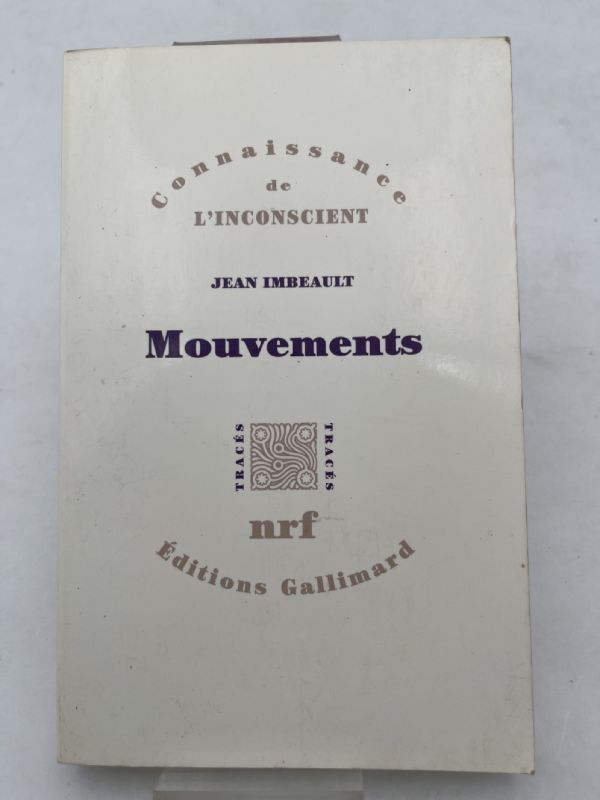 Connaissance
de
L'INCONSCIENT
JEAN IMBEAULT
Mouvements
TRACÉS
TRACÉS
nrf
Éditions Gallimard